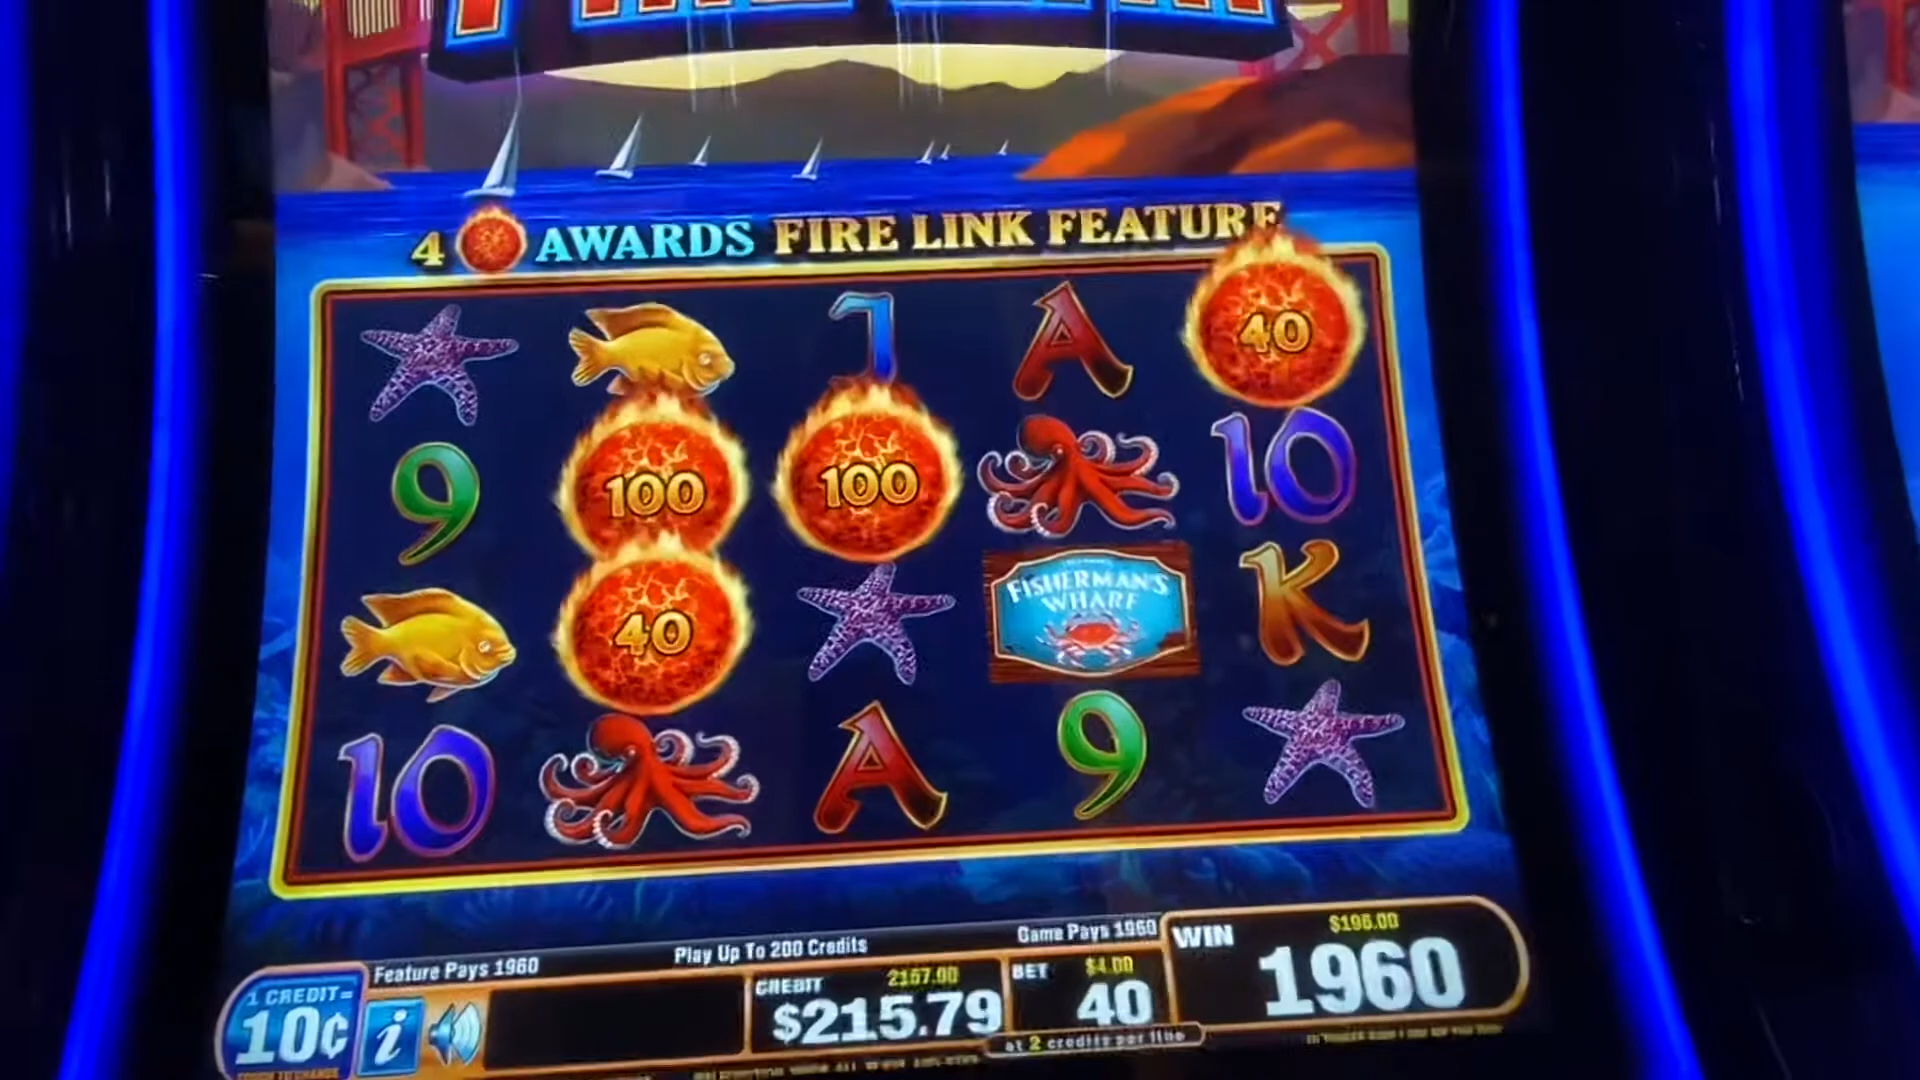 4 AWARDS FIRE LINK FEATURE
J A 40
9 100 100 10
40 FISHERMAN'S WHARF K
10 A 9
Feature Pays 1960 Play Up To 200 Credits Game Pays 1960
1 CREDIT=
10¢
CREDIT 2157.90
$215.79
BET $4.00
40
at 2 credits per line
WIN $196.00
1960